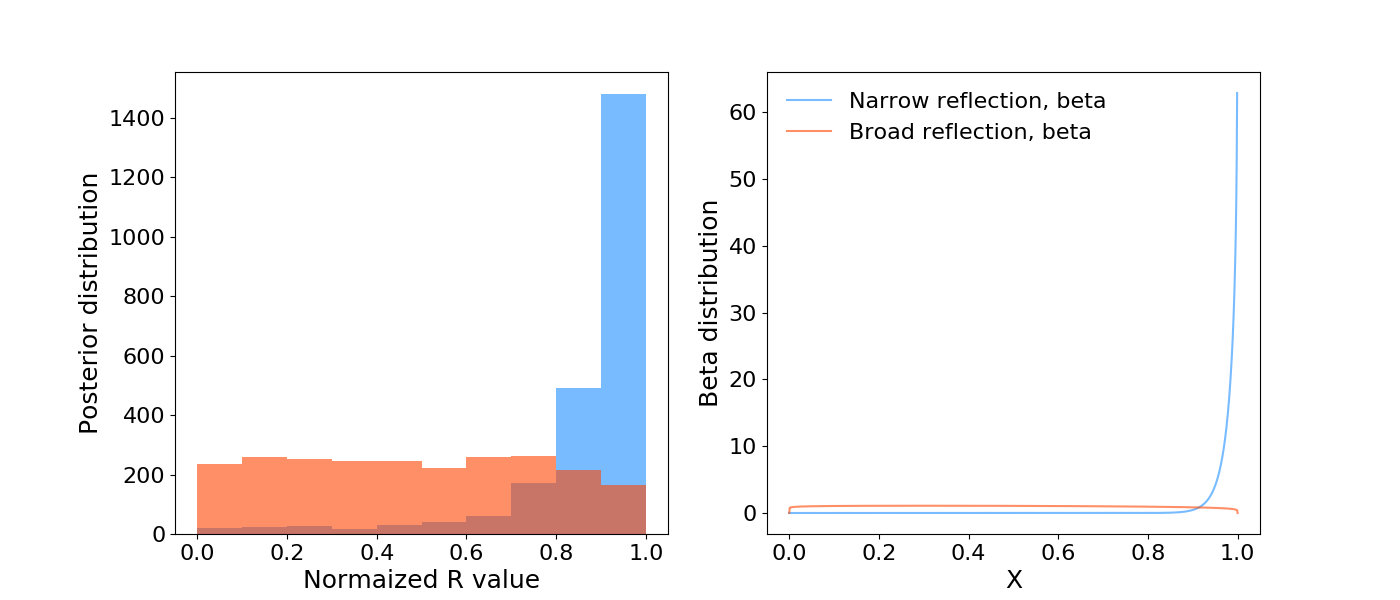 Posterior distribution
1400
1200
1000
800
600
400
200
0
0.0 0.2 0.4 0.6 0.8 1.0
Normaized R value
Beta distribution
60
50
40
30
20
10
0
Narrow reflection, beta
Broad reflection, beta
0.0 0.2 0.4 0.6 0.8 1.0
X